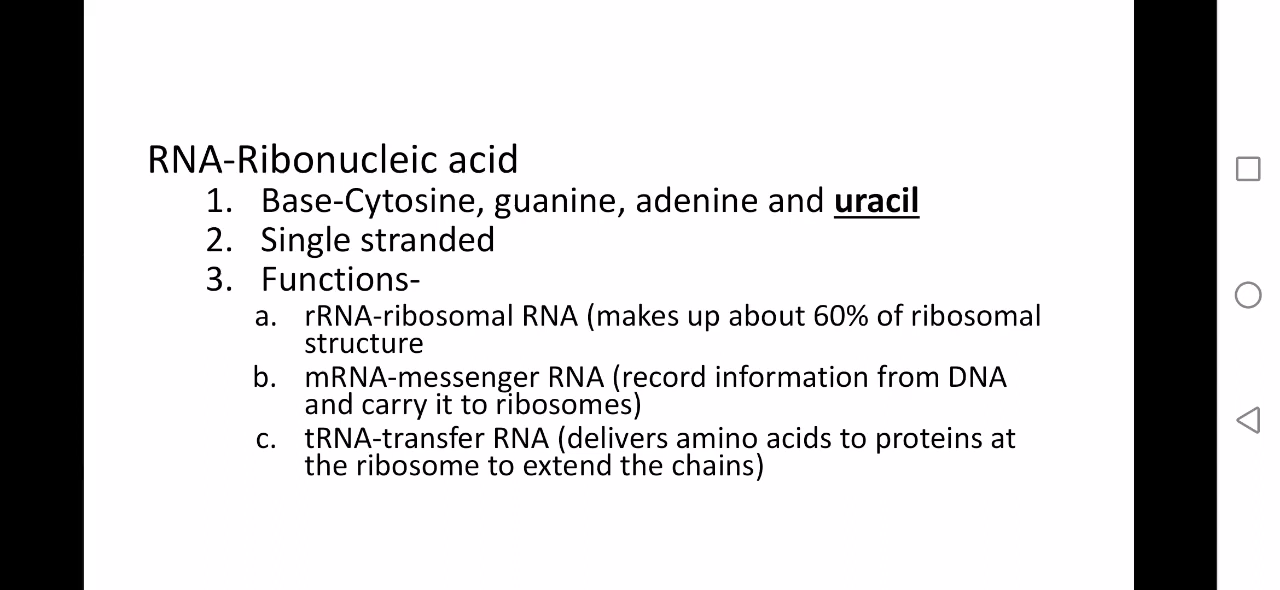 RNA-Ribonucleic acid
1. Base-Cytosine, guanine, adenine and uracil
2. Single stranded
3. Functions-
a. rRNA-ribosomal RNA (makes up about 60% of ribosomal
structure
b. mRNA-messenger RNA (record information from DNA
and carry it to ribosomes)
c. tRNA-transfer RNA (delivers amino acids to proteins at
the ribosome to extend the chains)